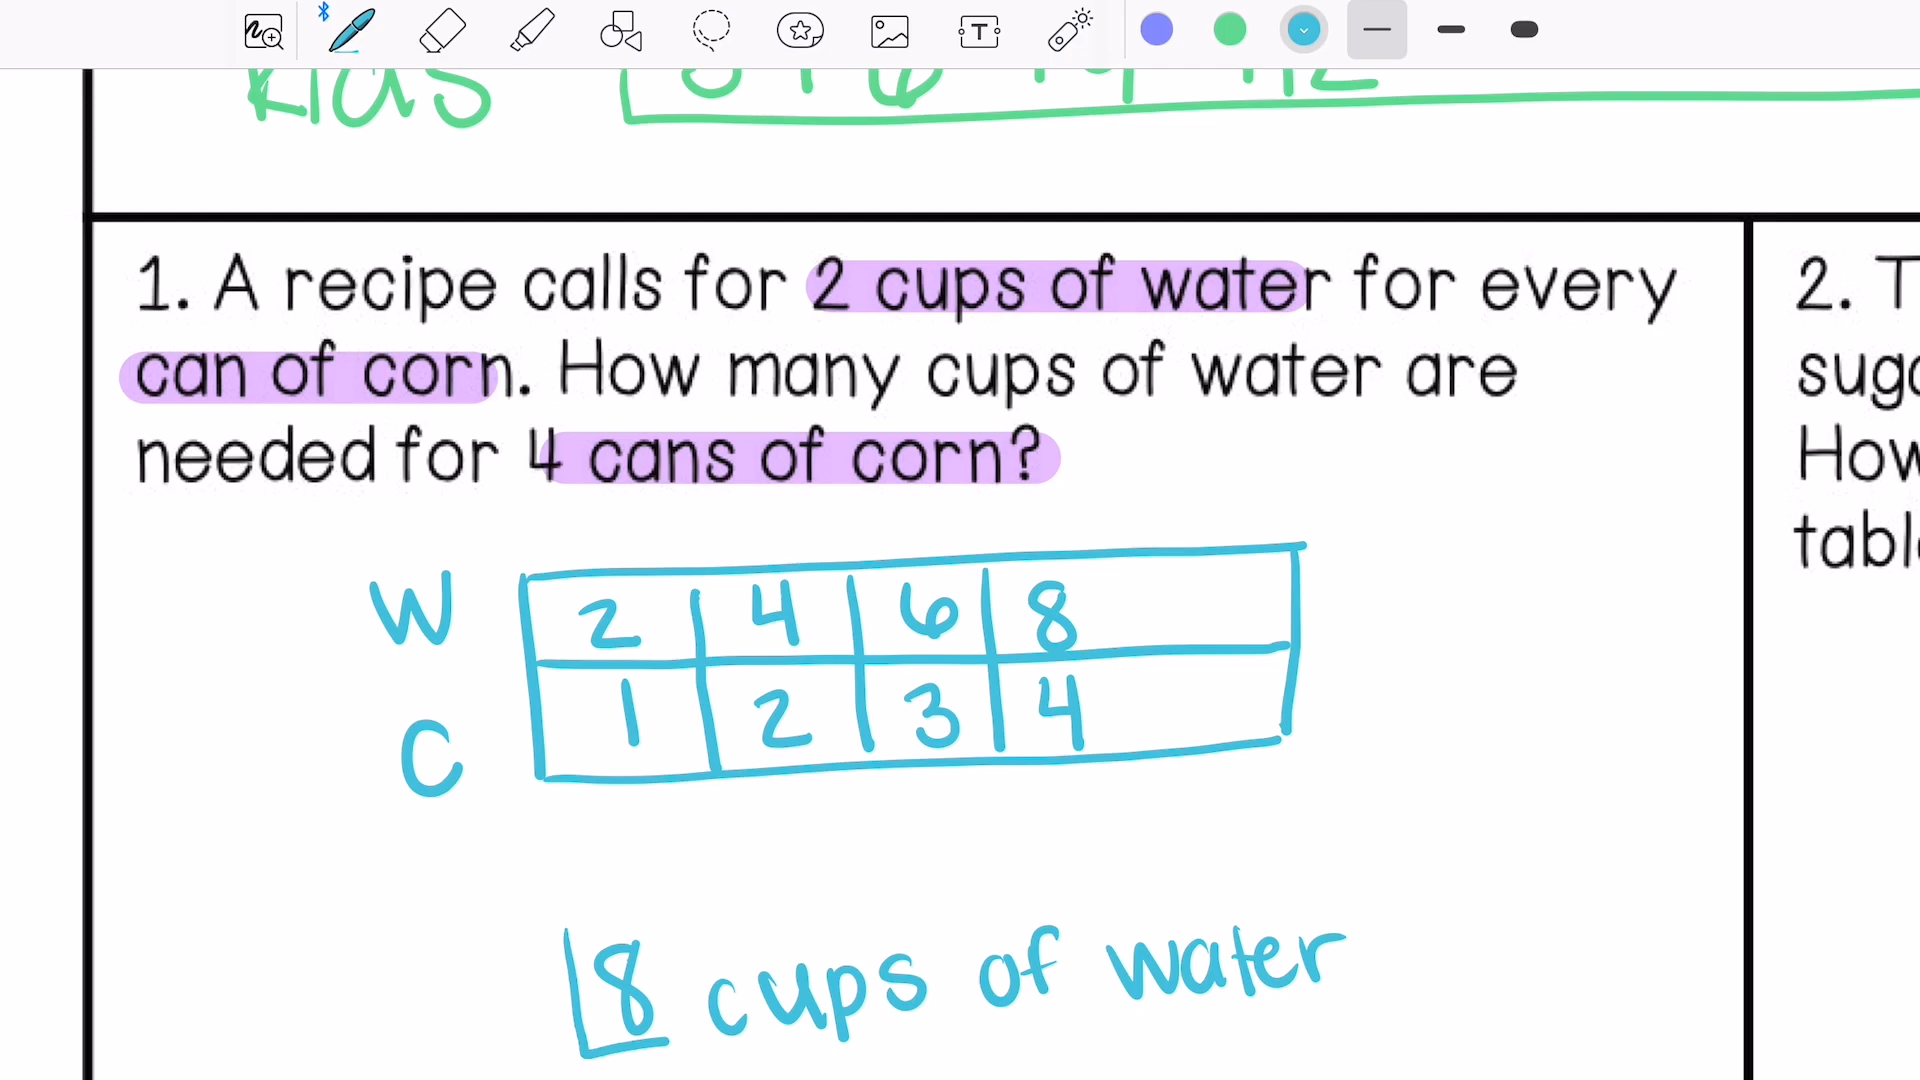 kids
1. A recipe calls for 2 cups of water for every
can of corn. How many cups of water are
needed for 4 cans of corn?
W 2 4 6 8
C 1 2 3 4
8 cups of water
2.
How